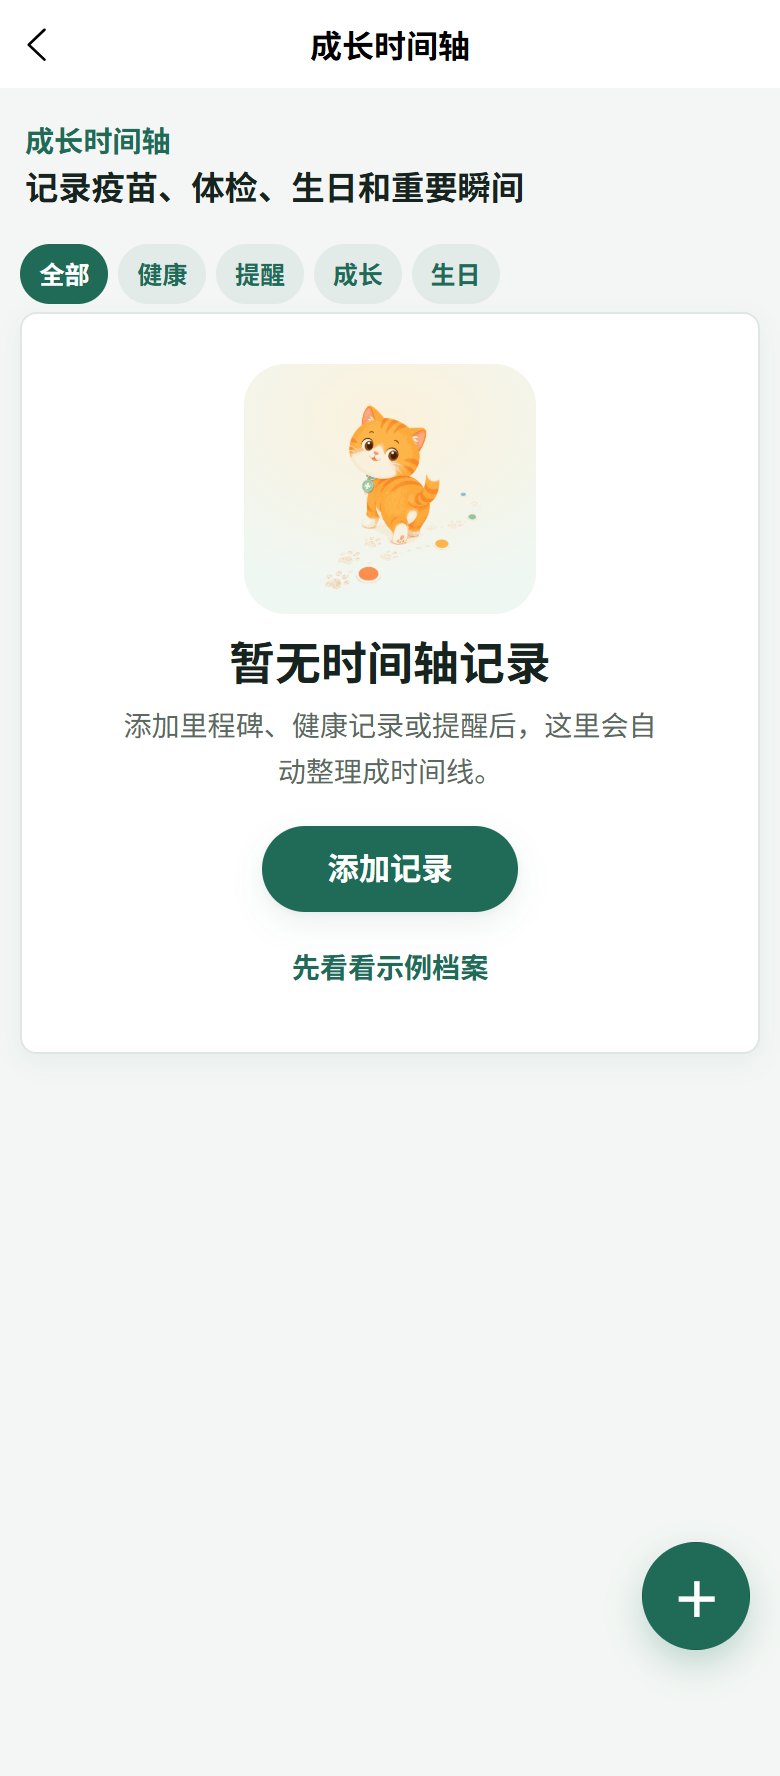 成长时间轴
成长时间轴
记录疫苗、体检、生日和重要瞬间
全部 健康 提醒 成长 生日
暂无时间轴记录
添加里程碑、健康记录或提醒后，这里会自
动整理成时间线。
添加记录
先看看示例档案
+